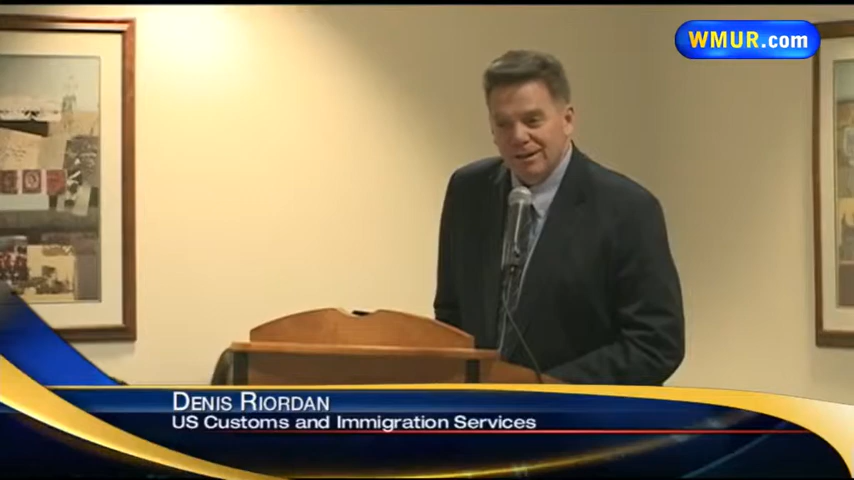 WMUR.com
DENIS RIORDAN
US CUSTOMS AND IMMIGRATION SERVICES